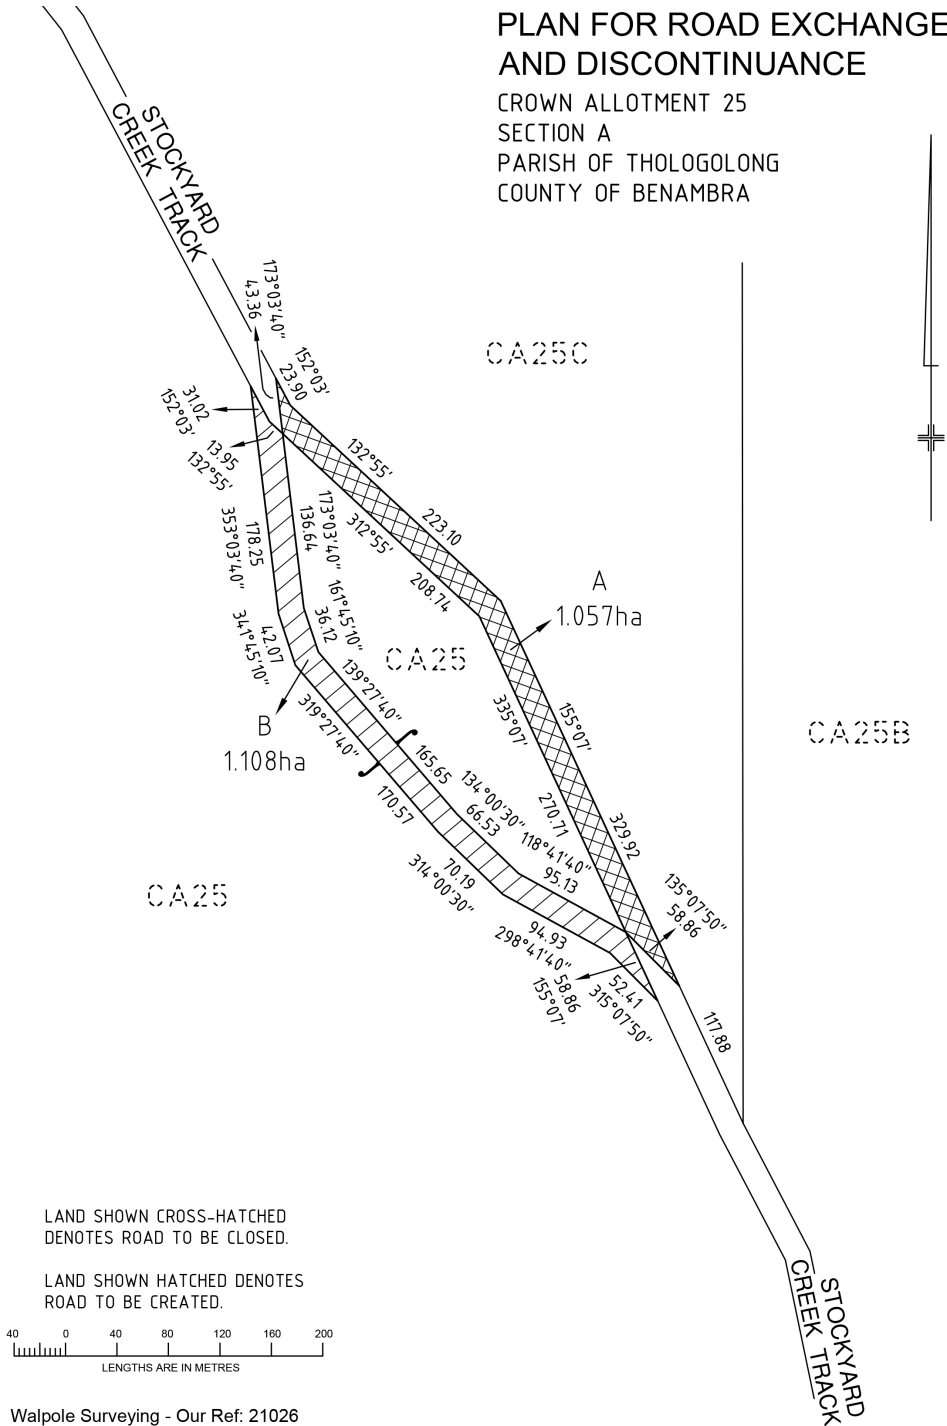 PLAN FOR ROAD EXCHANGE
AND DISCONTINUANCE
CROWN ALLOTMENT 25
SECTION A
PARISH OF THOLOGOLONG
COUNTY OF BENAMBRA
STOCKYARD
CREEK TRACK
173°03'40"
43.36
152°03'
23.90
CA25C
31.02
152°03'
13.95
132°55'
132°55'
223.10
312°55'
208.74
353°03'40"
178.25
136.64
173°03'40"
A
1.057ha
341°45'10"
42.07
36.12
161°45'10"
CA25
139°27'40"
165.65
319°27'40"
170.57
B
1.108ha
335°07'
270.71
155°07'
329.92
CA25B
134°00'30"
66.53
118°41'40"
95.13
70.19
314°00'30"
CA25
94.93
298°41'40"
135°07'50"
58.86
58.86
155°07'
52.41
315°07'50"
117.88
LAND SHOWN CROSS-HATCHED
DENOTES ROAD TO BE CLOSED.
LAND SHOWN HATCHED DENOTES
ROAD TO BE CREATED.
40 0 40 80 120 160 200
LENGTHS ARE IN METRES
STOCKYARD
CREEK TRACK
Walpole Surveying - Our Ref: 21026